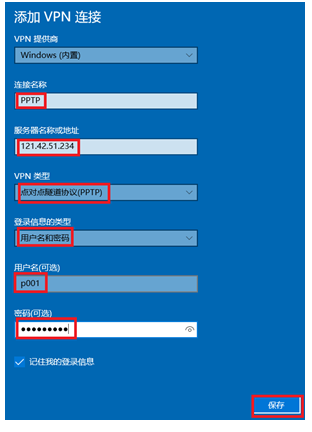 添加 VPN 连接
VPN 提供商
Windows (内置)
连接名称
PPTP
服务器名称或地址
121.42.51.234
VPN 类型
点对点隧道协议(PPTP)
登录信息的类型
用户名和密码
用户名(可选)
p001
密码(可选)
●●●●●●●●●
记住我的登录信息
保存